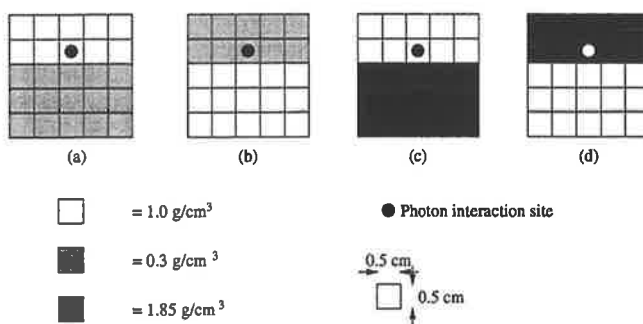 (a)
(b)
(c)
(d)
= 1.0 g/cm³
= 0.3 g/cm ³
= 1.85 g/cm ³
Photon interaction site
0.5 cm
0.5 cm